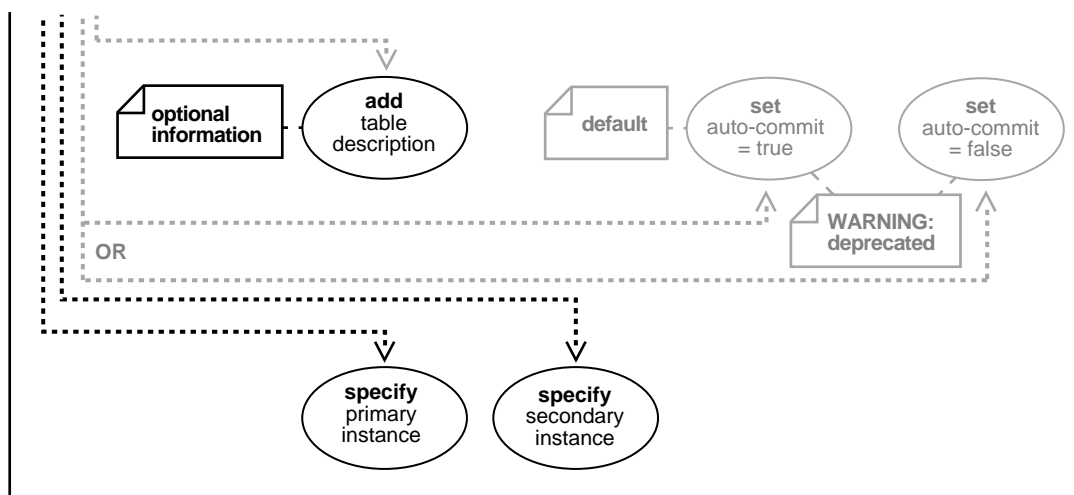 optional
information
add
table
description
default
set
auto-commit
= true
set
auto-commit
= false
WARNING:
deprecated
OR
specify
primary
instance
specify
secondary
instance